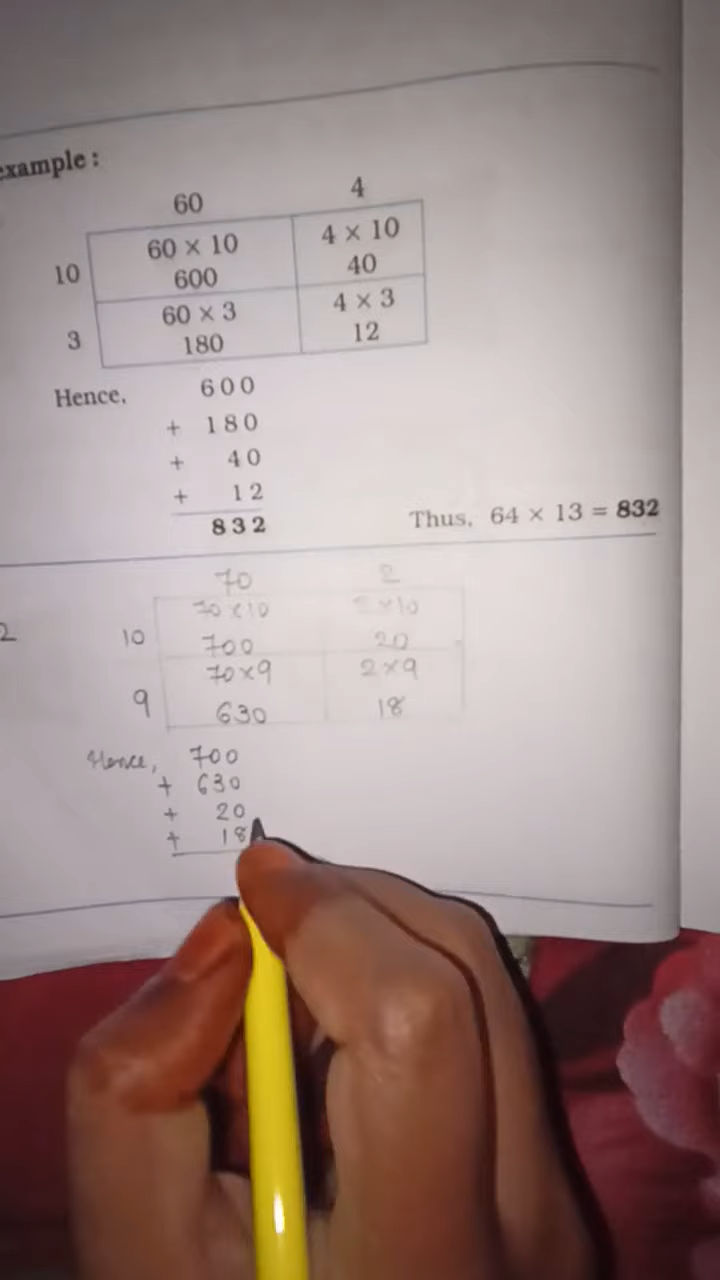 example :
60 4
60 × 10 4 × 10
10 600 40
60 × 3 4 × 3
3 180 12
Hence, 600
+ 180
+ 40
+ 12
832
Thus, 64 × 13 = 832
70 2
70×10 2×10
2 10 700 20
70×9 2×9
9 630 18
Hence, 700
+ 630
+ 20
+ 18